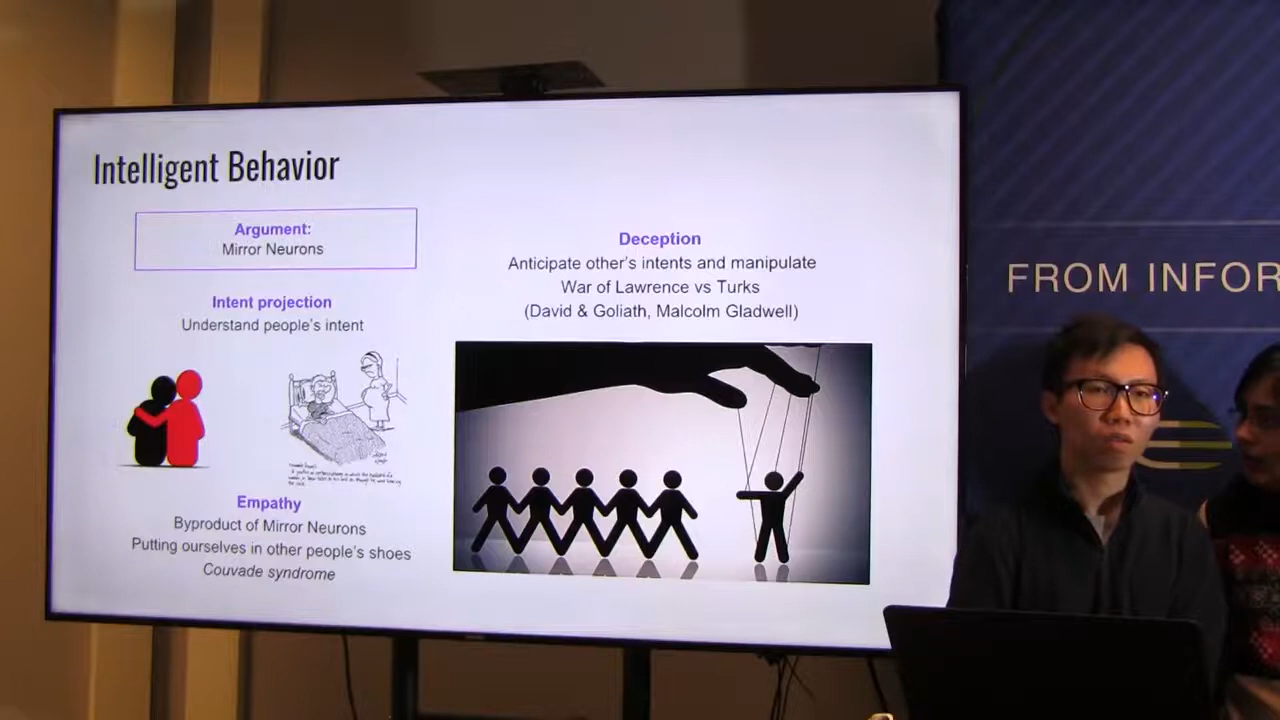 Intelligent Behavior
Argument:
Mirror Neurons
Intent projection
Understand people's intent
Empathy
Byproduct of Mirror Neurons
Putting ourselves in other people's shoes
Couvade syndrome
Deception
Anticipate other's intents and manipulate
War of Lawrence vs Turks
(David & Goliath, Malcolm Gladwell)
FROM INFOR